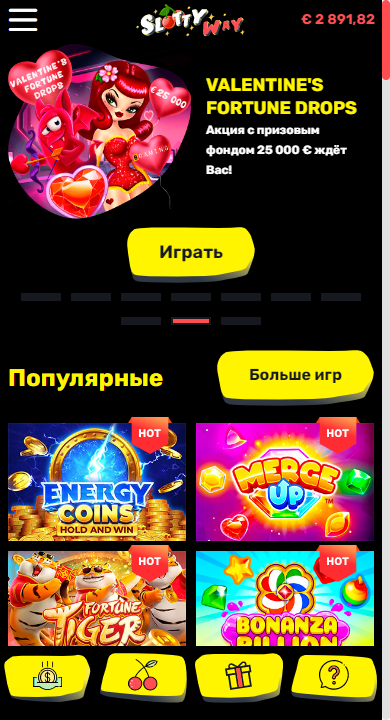 SLOTTY WAY
€ 2 891,82
VALENTINE'S
FORTUNE
DROPS
€25 000
VALENTINE'S
FORTUNE DROPS
Акция с призовым
фондом 25 000 € ждёт
Вас!
Играть
Популярные
Больше игр
HOT
ENERGY
COINS
HOLD AND WIN
HOT
MERGE
UP™
HOT
FORTUNE
TIGER
HOT
BONANZA
BILLION
$
?